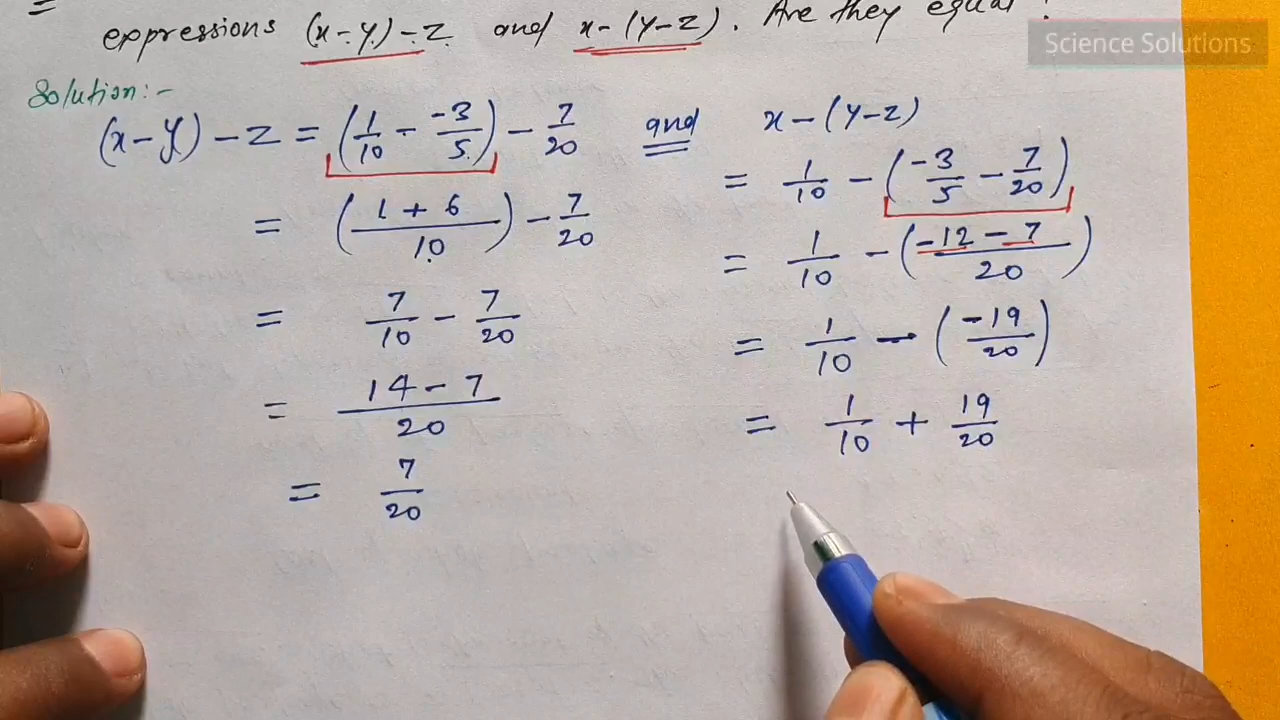 expressions (x-y)-z and x-(y-z). Are they equal?
Science Solutions
Solution:-
(x-y)-z = (1/10 - -3/5) - 7/20 and x-(y-z)
= (1+6/10) - 7/20
= 7/10 - 7/20
= 14-7/20
= 7/20
= 1/10 - (-3/5 - 7/20)
= 1/10 - (-12-7/20)
= 1/10 - (-19/20)
= 1/10 + 19/20